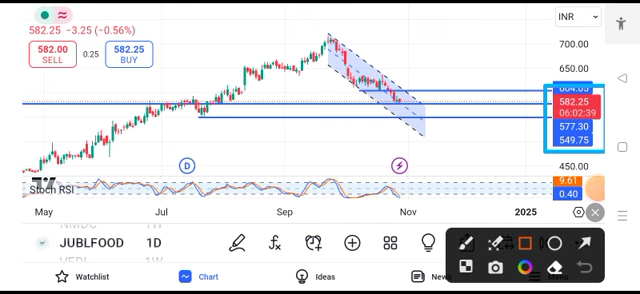 582.25 -3.25 (-0.56%)
582.00
SELL
0.25
582.25
BUY
INR
700.00
650.00
604.05
582.25
06:02:39
577.30
549.75
450.00
D
Stoch RSI
9.61
0.40
May
Jul
Sep
Nov
2025
NMDC 1W
JUBLFOOD 1D
VEDL 1W
Watchlist
Chart
Ideas
News